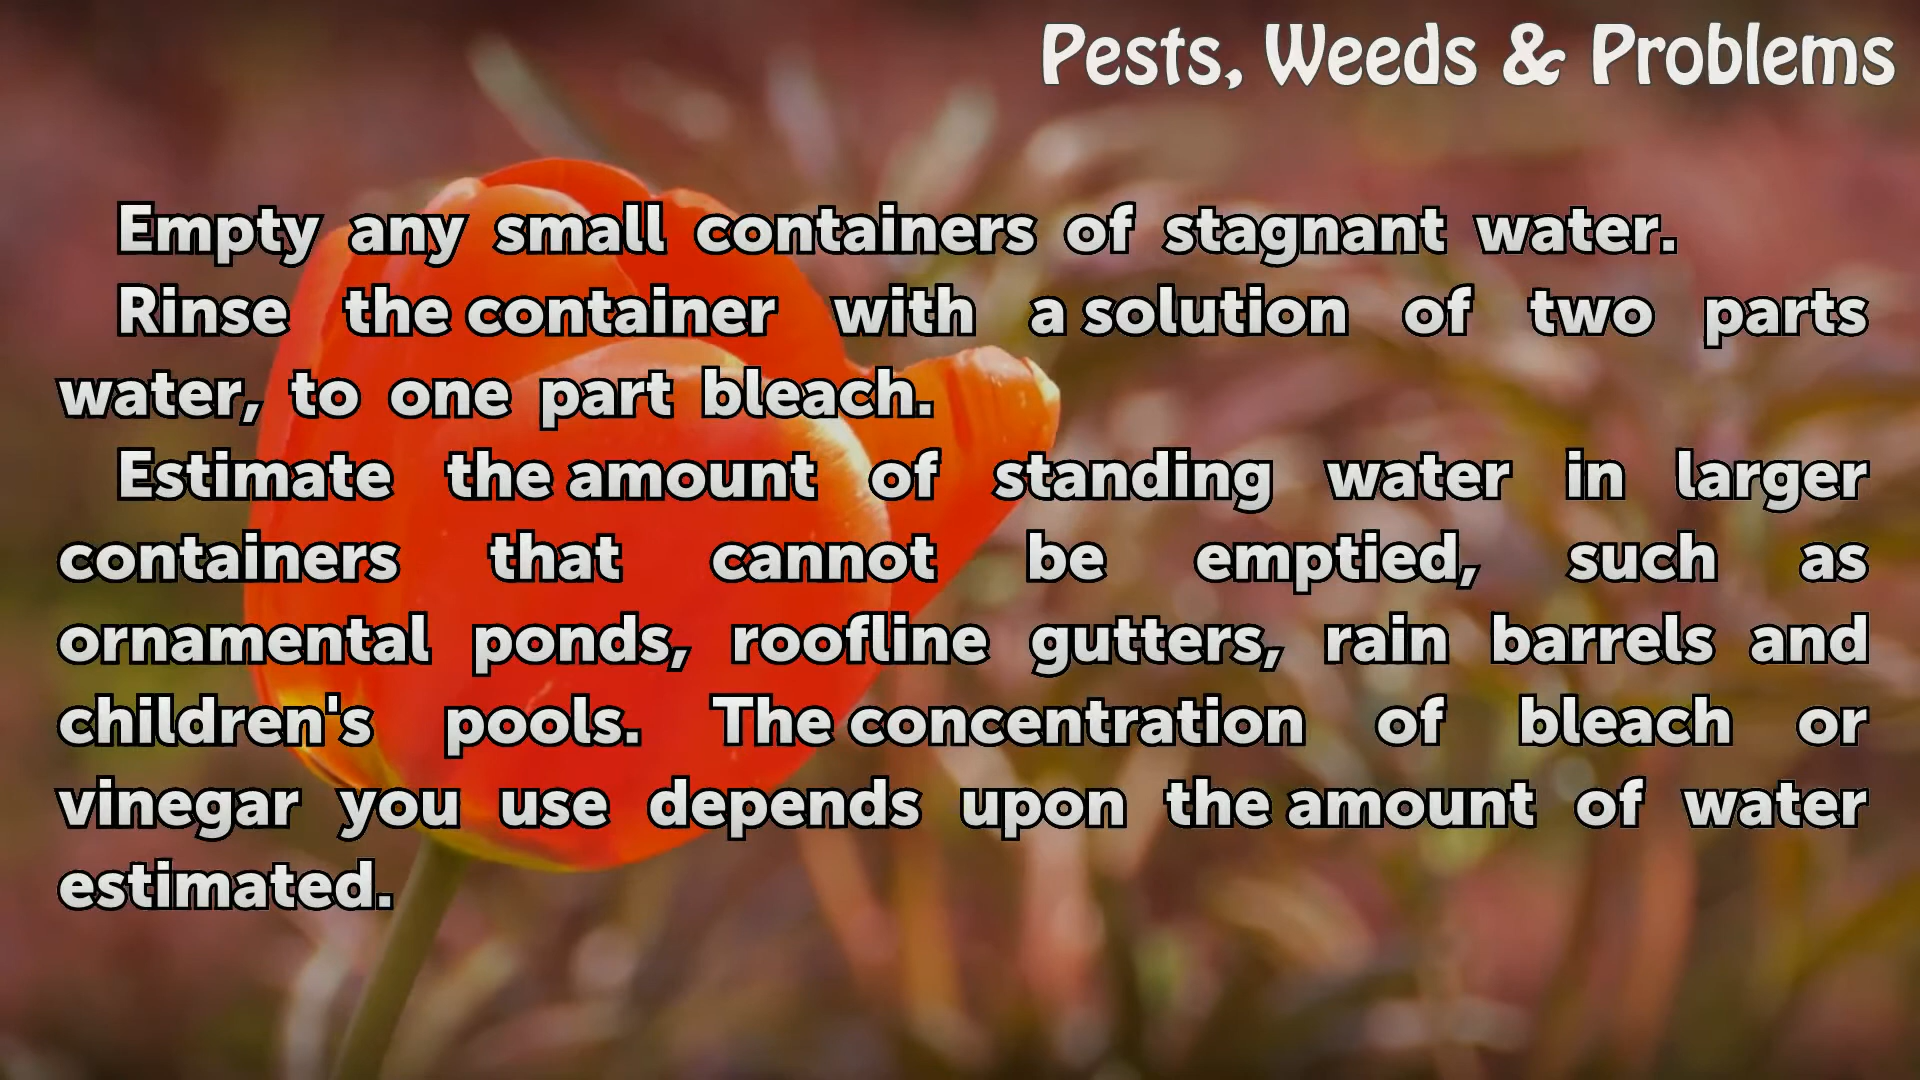 Pests, Weeds & Problems
Empty any small containers of stagnant water.
Rinse the container with a solution of two parts
water, to one part bleach.
Estimate the amount of standing water in larger
containers that cannot be emptied, such as
ornamental ponds, roofline gutters, rain barrels and
children's pools. The concentration of bleach or
vinegar you use depends upon the amount of water
estimated.